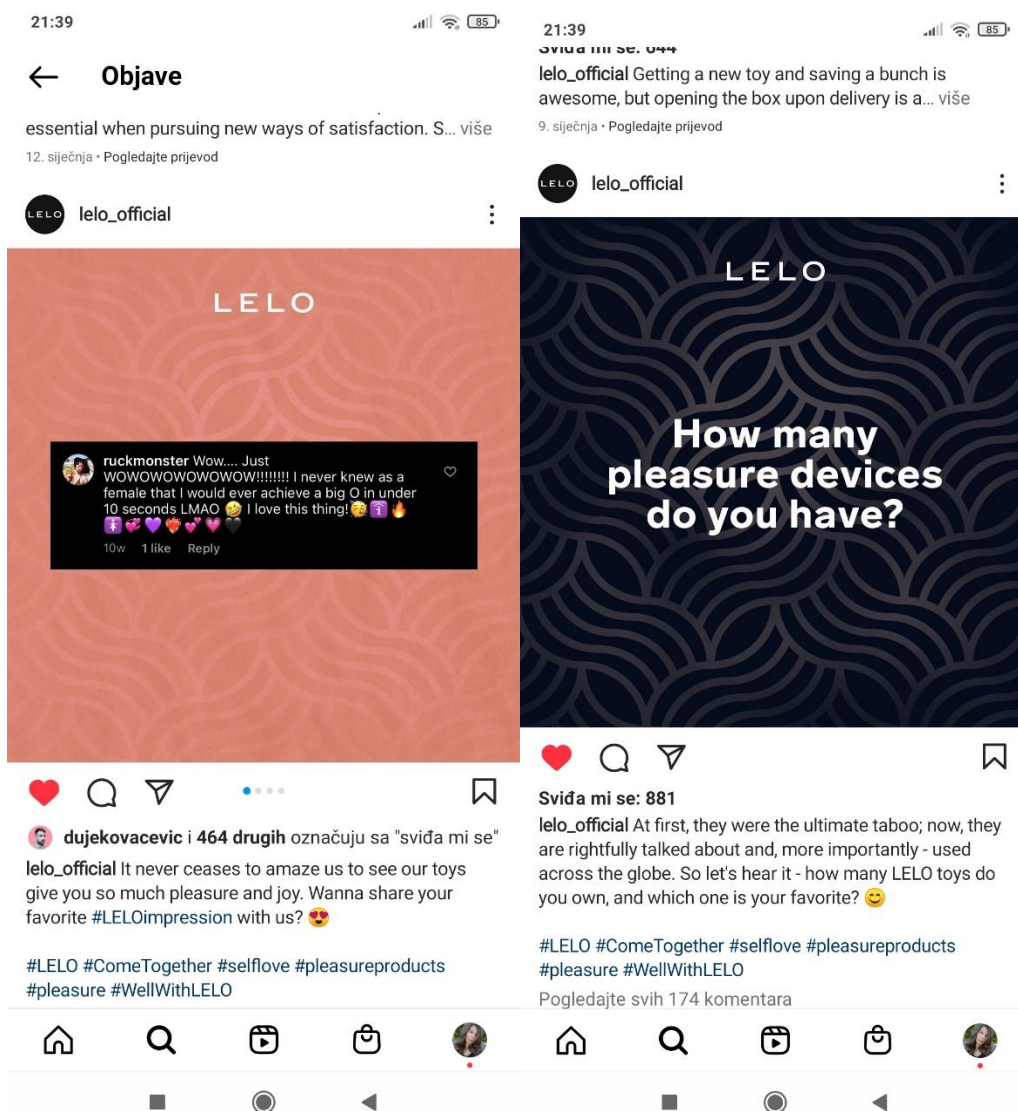 21:39
85
Objave
essential when pursuing new ways of satisfaction. S... više
12. siječnja • Pogledajte prijevod
LELO
lelo_official
LELO
ruckmonster Wow.... Just
WOWOWOWOWOWOW!!!!!!!! I never knew as a
female that I would ever achieve a big O in under
10 seconds LMAO 🤣 I love this thing!🥳🛐🔥
🚺💞💜❤️‍🔥💕💗🖤
10w 1 like Reply
dujekovacevic i 464 drugih označuju sa "sviđa mi se"
lelo_official It never ceases to amaze us to see our toys
give you so much pleasure and joy. Wanna share your
favorite #LELOimpression with us? 😍
#LELO #ComeTogether #selflove #pleasureproducts
#pleasure #WellWithLELO
21:39
85
Sviđa mi se: 644
lelo_official Getting a new toy and saving a bunch is
awesome, but opening the box upon delivery is a... više
9. siječnja • Pogledajte prijevod
LELO
lelo_official
LELO
How many
pleasure devices
do you have?
Sviđa mi se: 881
lelo_official At first, they were the ultimate taboo; now, they
are rightfully talked about and, more importantly - used
across the globe. So let's hear it - how many LELO toys do
you own, and which one is your favorite? 😊
#LELO #ComeTogether #selflove #pleasureproducts
#pleasure #WellWithLELO
Pogledajte svih 174 komentara